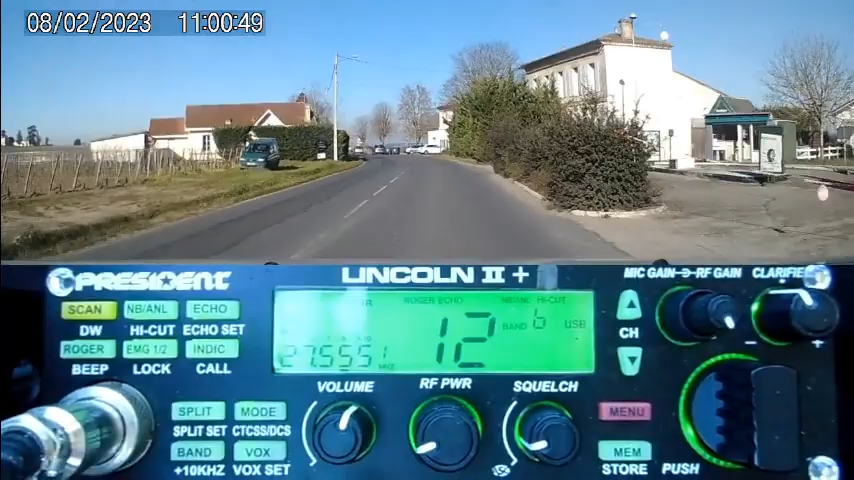 08/02/2023 11:00:49
PRESIDENT LINCOLN II + MIC GAIN RF GAIN CLARIFIER
SCAN NB/ANL ECHO
DW HI-CUT ECHO SET
ROGER EMG 1/2 INDIC
BEEP LOCK CALL
ROGER ECHO NB/ANL HI-CUT
12 BAND 6 USB
27.5551 MHz
CH
VOLUME RF PWR SQUELCH
SPLIT MODE
SPLIT SET CTCSS/DCS
BAND VOX
+10KHZ VOX SET
MENU
MEM
STORE PUSH
- +